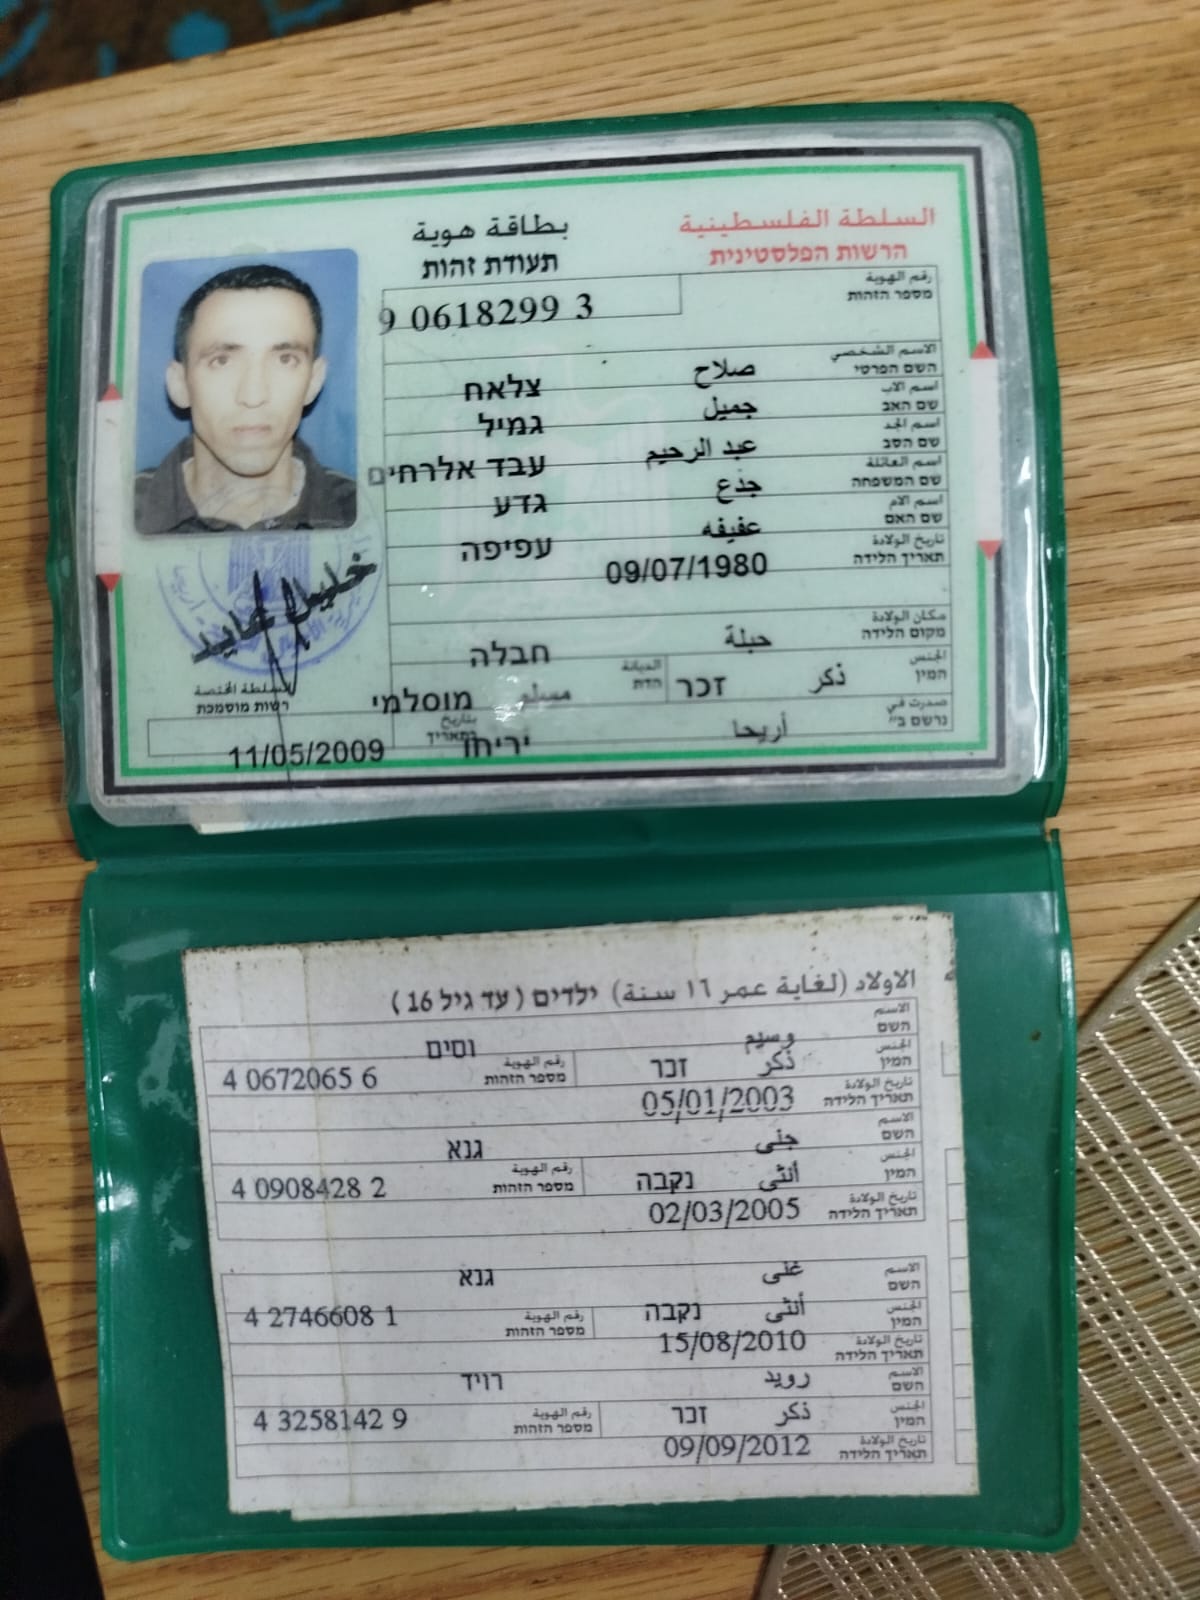 السلطة الفلسطينية
הרשות הפלסטינית
بطاقة هوية
תעודת זהות
رقم الهوية
מספר הזהות
9 0618299 3
الاسم الشخصي
השם הפרטי
صلاح צלאח
اسم الاب
שם האב
جميل גמיל
اسم الجد
שם הסב
عبد الرحيم עבד אלרחים
اسم العائلة
שם המשפחה
جدع גדע
اسم الام
שם האם
عفيفه עפיפה
تاريخ الولادة
תאריך הלידה
09/07/1980
مكان الولادة
מקום הלידה
حبلة חבלה
الجنس
המין
ذكر זכר
الديانة
הדת
مسلم מוסלמי
صدرت في
נרשם ב"
أريحا יריחו
بتاريخ
בתאריך
11/05/2009
السلطة المختصة
רשות מוסמכת
الاولاد (لغاية عمر ١٦ سنة) ילדים (עד גיל 16)
الاسم
השם
وسيم וסים
الجنس
המין
ذكر זכר
رقم الهوية
מספר הזהות
4 0672065 6
تاريخ الولادة
תאריך הלידה
05/01/2003
الاسم
השם
جنى גנא
الجنس
המין
أنثى נקבה
رقم الهوية
מספר הזהות
4 0908428 2
تاريخ الولادة
תאריך הלידה
02/03/2005
الاسم
השם
غنى גנא
الجنس
המין
أنثى נקבה
رقم الهوية
מספר הזהות
4 2746608 1
تاريخ الولادة
תאריך הלידה
15/08/2010
الاسم
השם
رويد רויד
الجنس
המין
ذكر זכר
رقم الهوية
מספר הזהות
4 3258142 9
تاريخ الولادة
תאריך הלידה
09/09/2012